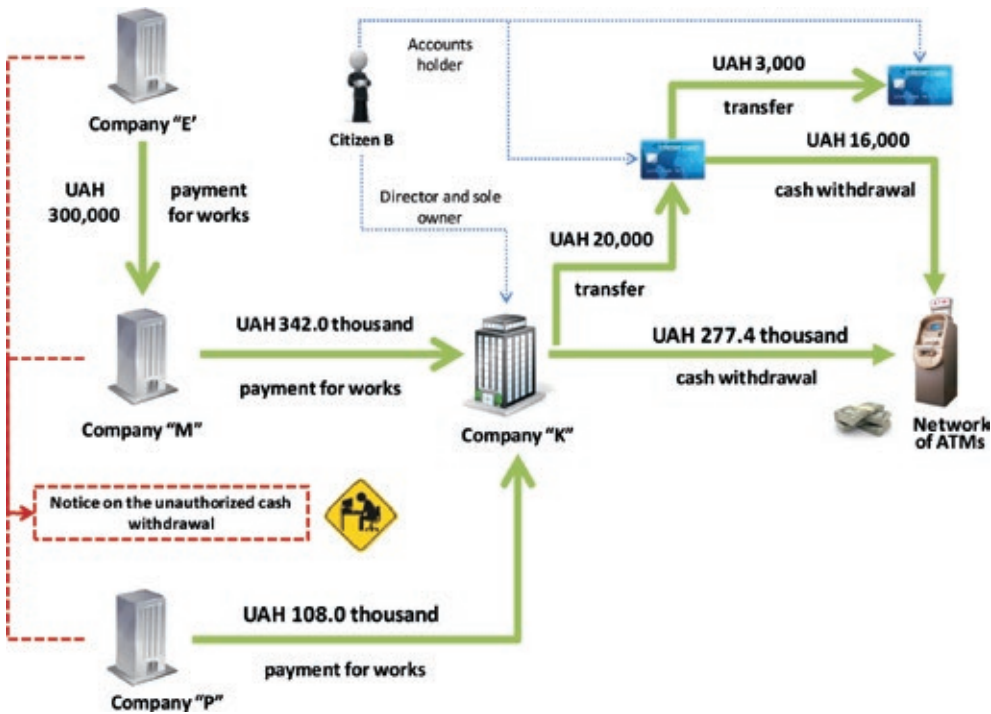 Company "E'
UAH
300,000
payment
for works
Accounts
holder
Citizen B
Director and sole
owner
UAH 3,000
transfer
UAH 16,000
cash withdrawal
UAH 20,000
transfer
UAH 342.0 thousand
payment for works
Company "M"
Company "K"
UAH 277.4 thousand
cash withdrawal
Network
of ATMs
Notice on the unauthorized cash
withdrawal
UAH 108.0 thousand
payment for works
Company "P"